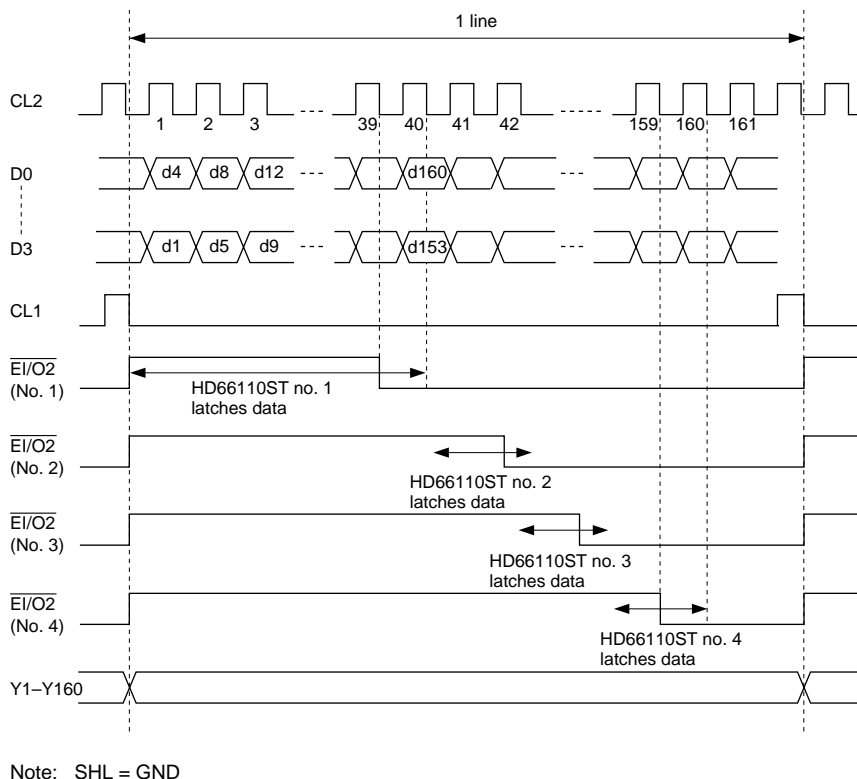 1 line
CL2
1 2 3 39 40 41 42 159 160 161
D0 d4 d8 d12 d160
D3 d1 d5 d9 d153
CL1
EI/O2
(No. 1)
HD66110ST no. 1
latches data
EI/O2
(No. 2)
HD66110ST no. 2
latches data
EI/O2
(No. 3)
HD66110ST no. 3
latches data
EI/O2
(No. 4)
HD66110ST no. 4
latches data
Y1–Y160
Note: SHL = GND